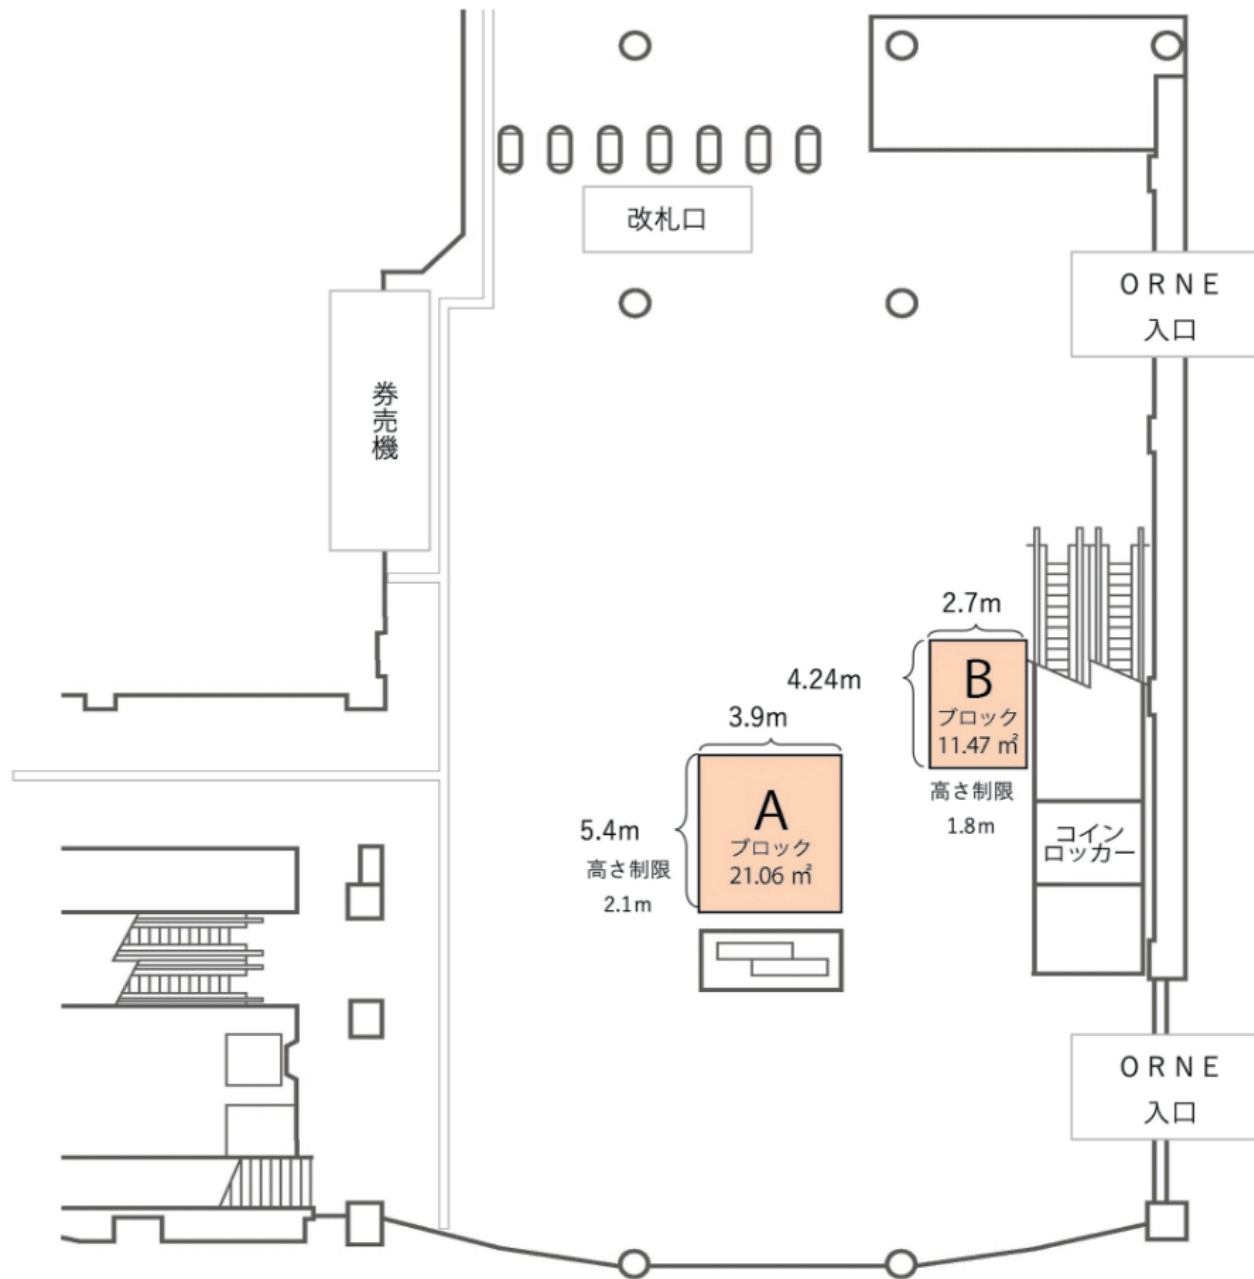 改札口
ＯＲＮＥ
入口
券売機
2.7m
4.24m
B
ブロック
11.47 ㎡
高さ制限
1.8m
3.9m
5.4m
高さ制限
2.1m
A
ブロック
21.06 ㎡
コイン
ロッカー
ＯＲＮＥ
入口